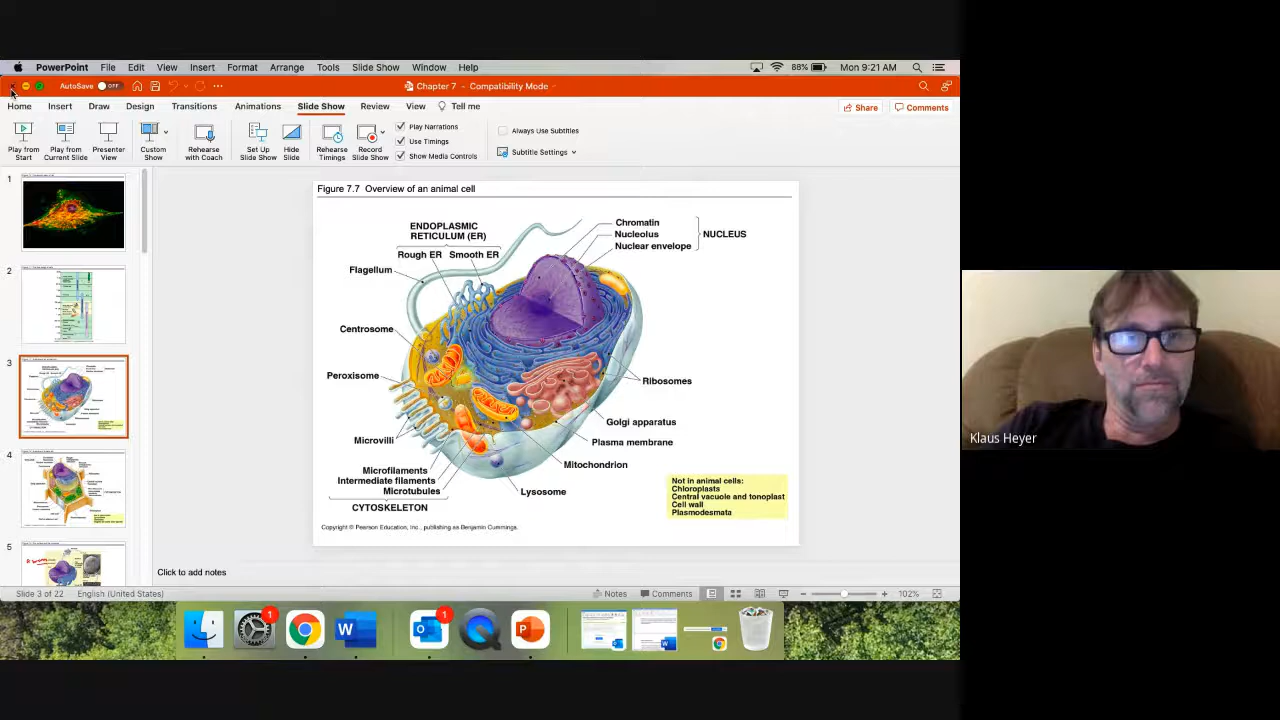 PowerPoint File Edit View Insert Format Arrange Tools Slide Show Window Help 88% Mon 9:21 AM
AutoSave OFF Chapter 7 - Compatibility Mode
Home Insert Draw Design Transitions Animations Slide Show Review View Tell me Share Comments
Play from Start
Play from Current Slide
Presenter View
Custom Show
Rehearse with Coach
Set Up Slide Show
Hide Slide
Rehearse Timings
Record Slide Show
Play Narrations
Use Timings
Show Media Controls
Always Use Subtitles
Subtitle Settings
1
2
3
4
5
Figure 7.7 Overview of an animal cell
ENDOPLASMIC
RETICULUM (ER)
Rough ER Smooth ER
Flagellum
Chromatin
Nucleolus
Nuclear envelope
NUCLEUS
Centrosome
Peroxisome
Ribosomes
Golgi apparatus
Plasma membrane
Microvilli
Mitochondrion
Microfilaments
Intermediate filaments
Microtubules
CYTOSKELETON
Lysosome
Not in animal cells:
Chloroplasts
Central vacuole and tonoplast
Cell wall
Plasmodesmata
Copyright © Pearson Education, Inc., publishing as Benjamin Cummings.
Klaus Heyer
Click to add notes
Slide 3 of 22 English (United States) Notes Comments 102%
1
1